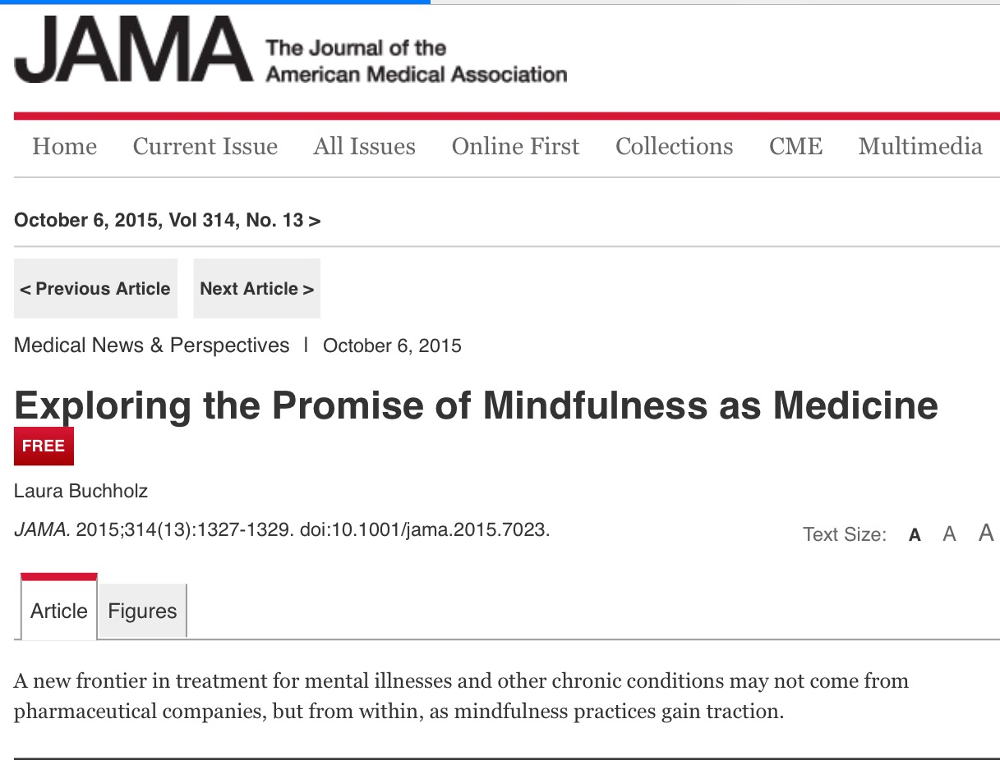 JAMA The Journal of the
American Medical Association
Home Current Issue All Issues Online First Collections CME Multimedia
October 6, 2015, Vol 314, No. 13 >
< Previous Article Next Article >
Medical News & Perspectives | October 6, 2015
Exploring the Promise of Mindfulness as Medicine
FREE
Laura Buchholz
JAMA. 2015;314(13):1327-1329. doi:10.1001/jama.2015.7023.
Text Size: A A A
Article Figures
A new frontier in treatment for mental illnesses and other chronic conditions may not come from
pharmaceutical companies, but from within, as mindfulness practices gain traction.